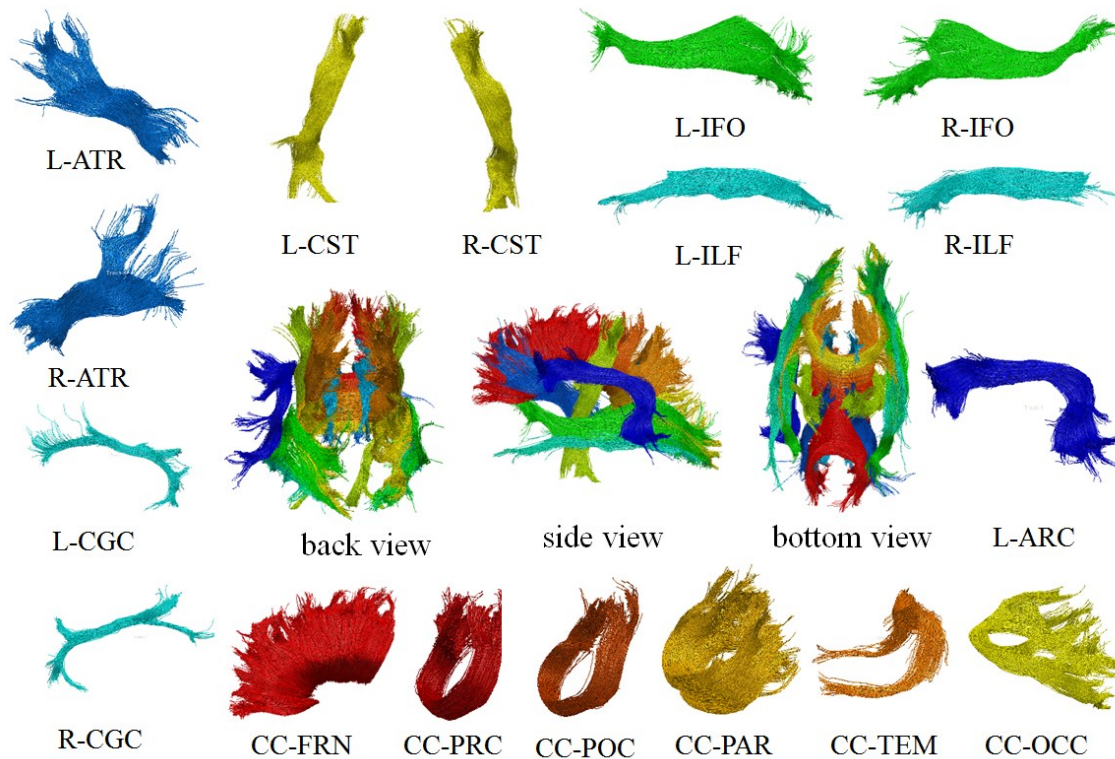 L-ATR
L-CST
R-CST
L-IFO
R-IFO
L-ILF
R-ILF
R-ATR
L-CGC
back view
side view
bottom view
L-ARC
R-CGC
CC-FRN
CC-PRC
CC-POC
CC-PAR
CC-TEM
CC-OCC